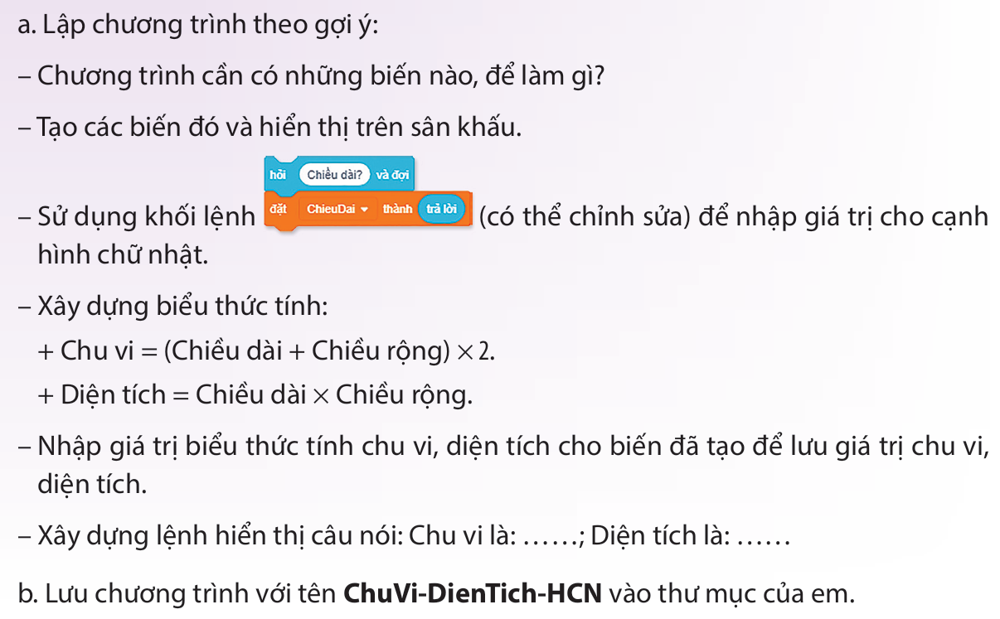 a. Lập chương trình theo gợi ý:
– Chương trình cần có những biến nào, để làm gì?
– Tạo các biến đó và hiển thị trên sân khấu.
hỏi Chiều dài? và đợi
– Sử dụng khối lệnh đặt ChieuDai thành trả lời (có thể chỉnh sửa) để nhập giá trị cho cạnh
hình chữ nhật.
– Xây dựng biểu thức tính:
+ Chu vi = (Chiều dài + Chiều rộng) × 2.
+ Diện tích = Chiều dài × Chiều rộng.
– Nhập giá trị biểu thức tính chu vi, diện tích cho biến đã tạo để lưu giá trị chu vi,
diện tích.
– Xây dựng lệnh hiển thị câu nói: Chu vi là: ……; Diện tích là: ……
b. Lưu chương trình với tên ChuVi-DienTich-HCN vào thư mục của em.